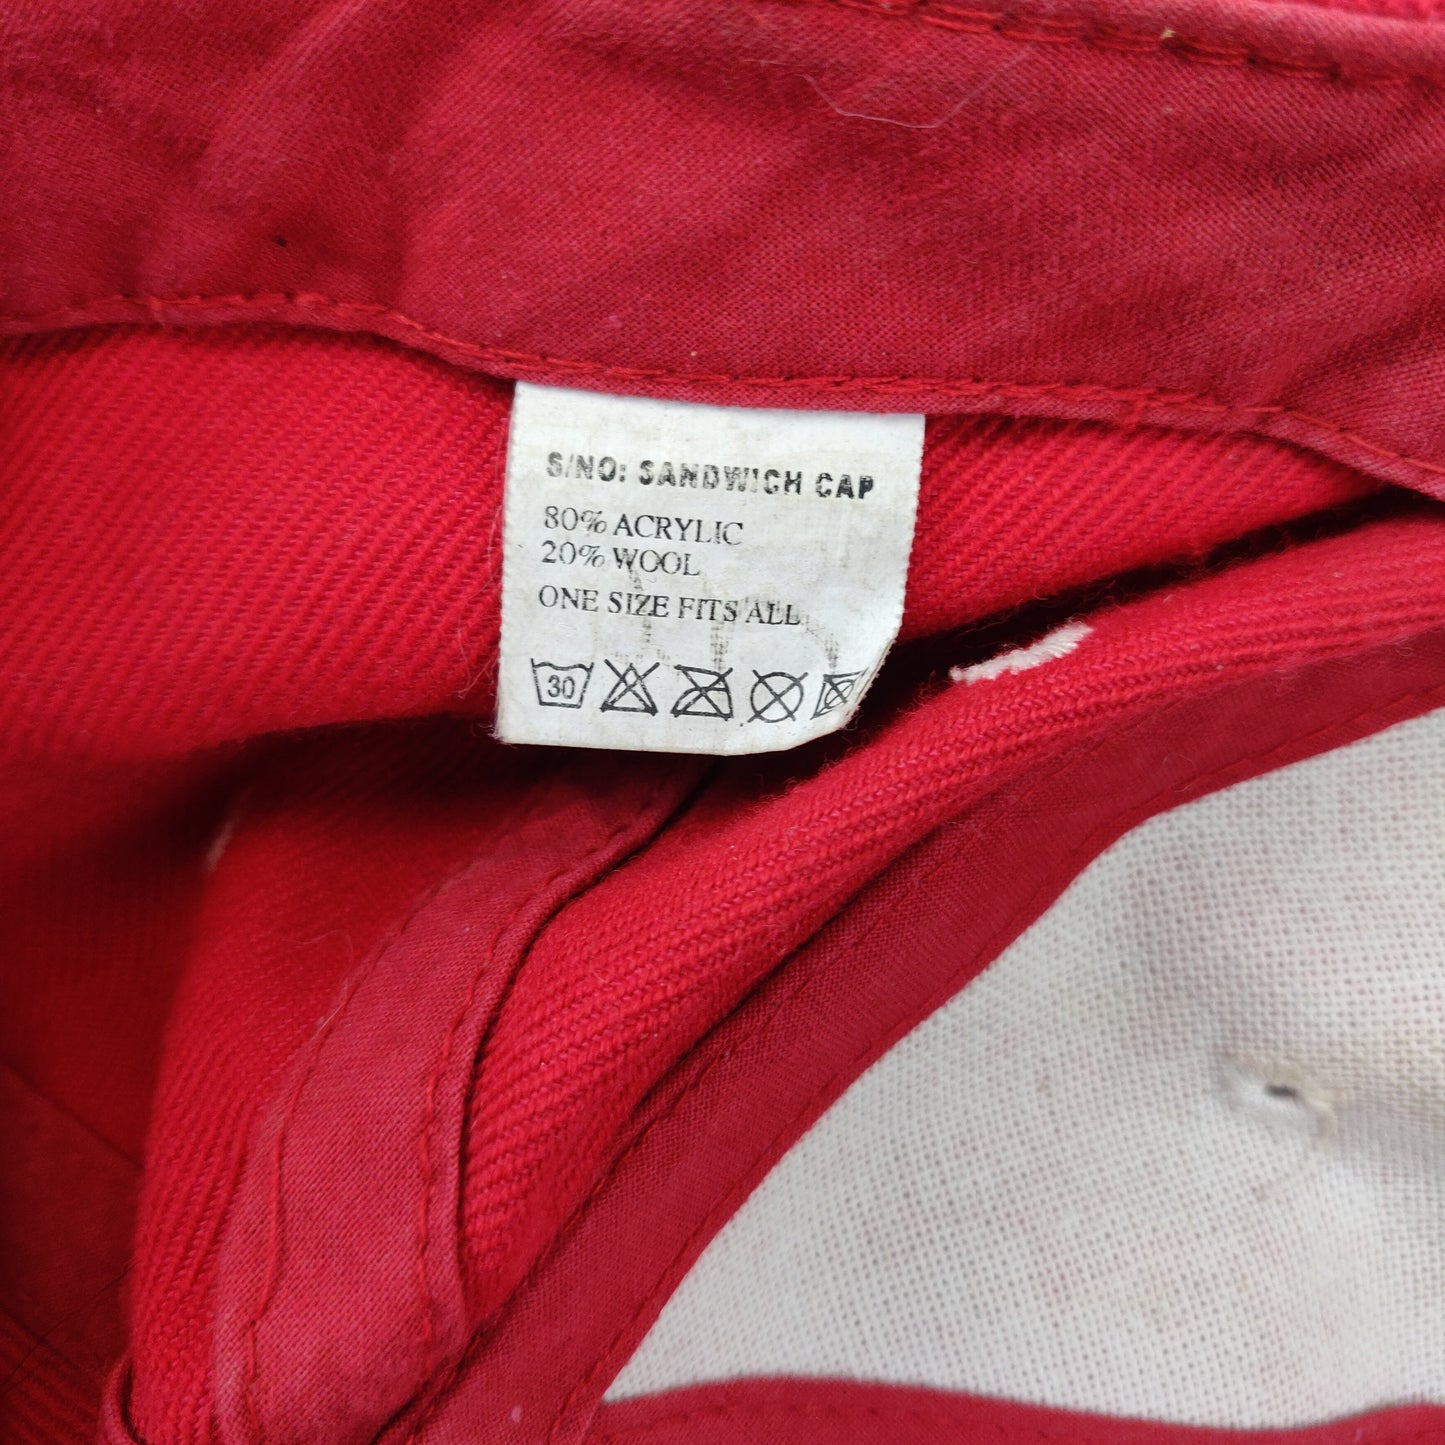 S/NO: SANDWICH CAP
80% ACRYLIC
20% WOOL
ONE SIZE FITS ALL
30